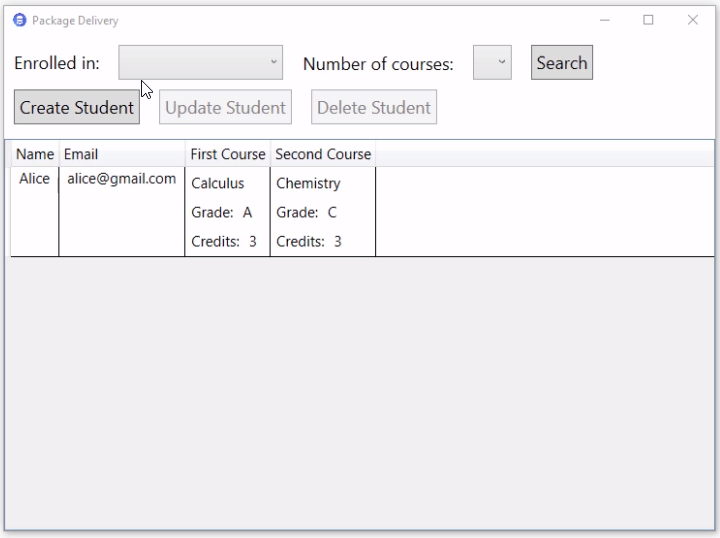 Package Delivery
Enrolled in: Number of courses: Search
Create Student Update Student Delete Student
Name Email First Course Second Course
Alice alice@gmail.com Calculus Chemistry
Grade: A Grade: C
Credits: 3 Credits: 3